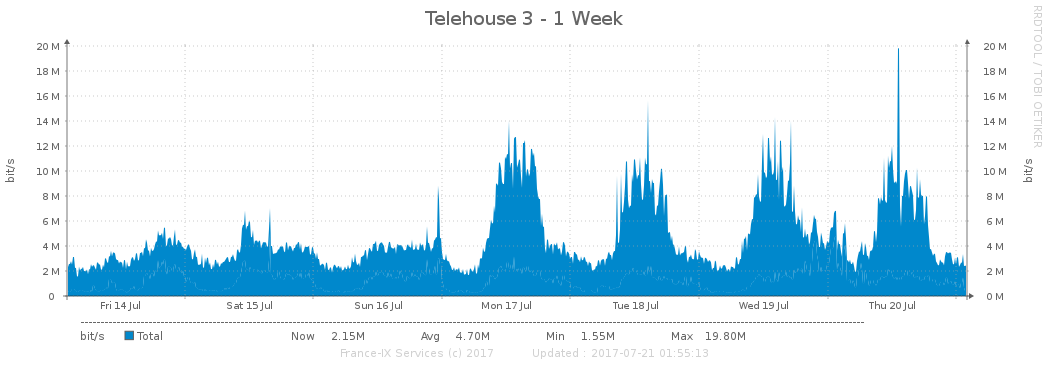 Telehouse 3 - 1 Week
RRDTOOL / TOBI OETIKER
bit/s
20 M 20 M
18 M 18 M
16 M 16 M
14 M 14 M
12 M 12 M
10 M 10 M
8 M 8 M
6 M 6 M
4 M 4 M
2 M 2 M
0 0 M
bit/s
Fri 14 Jul Sat 15 Jul Sun 16 Jul Mon 17 Jul Tue 18 Jul Wed 19 Jul Thu 20 Jul
bit/s Total Now 2.15M Avg 4.70M Min 1.55M Max 19.80M
France-IX Services (c) 2017 Updated : 2017-07-21 01:55:13